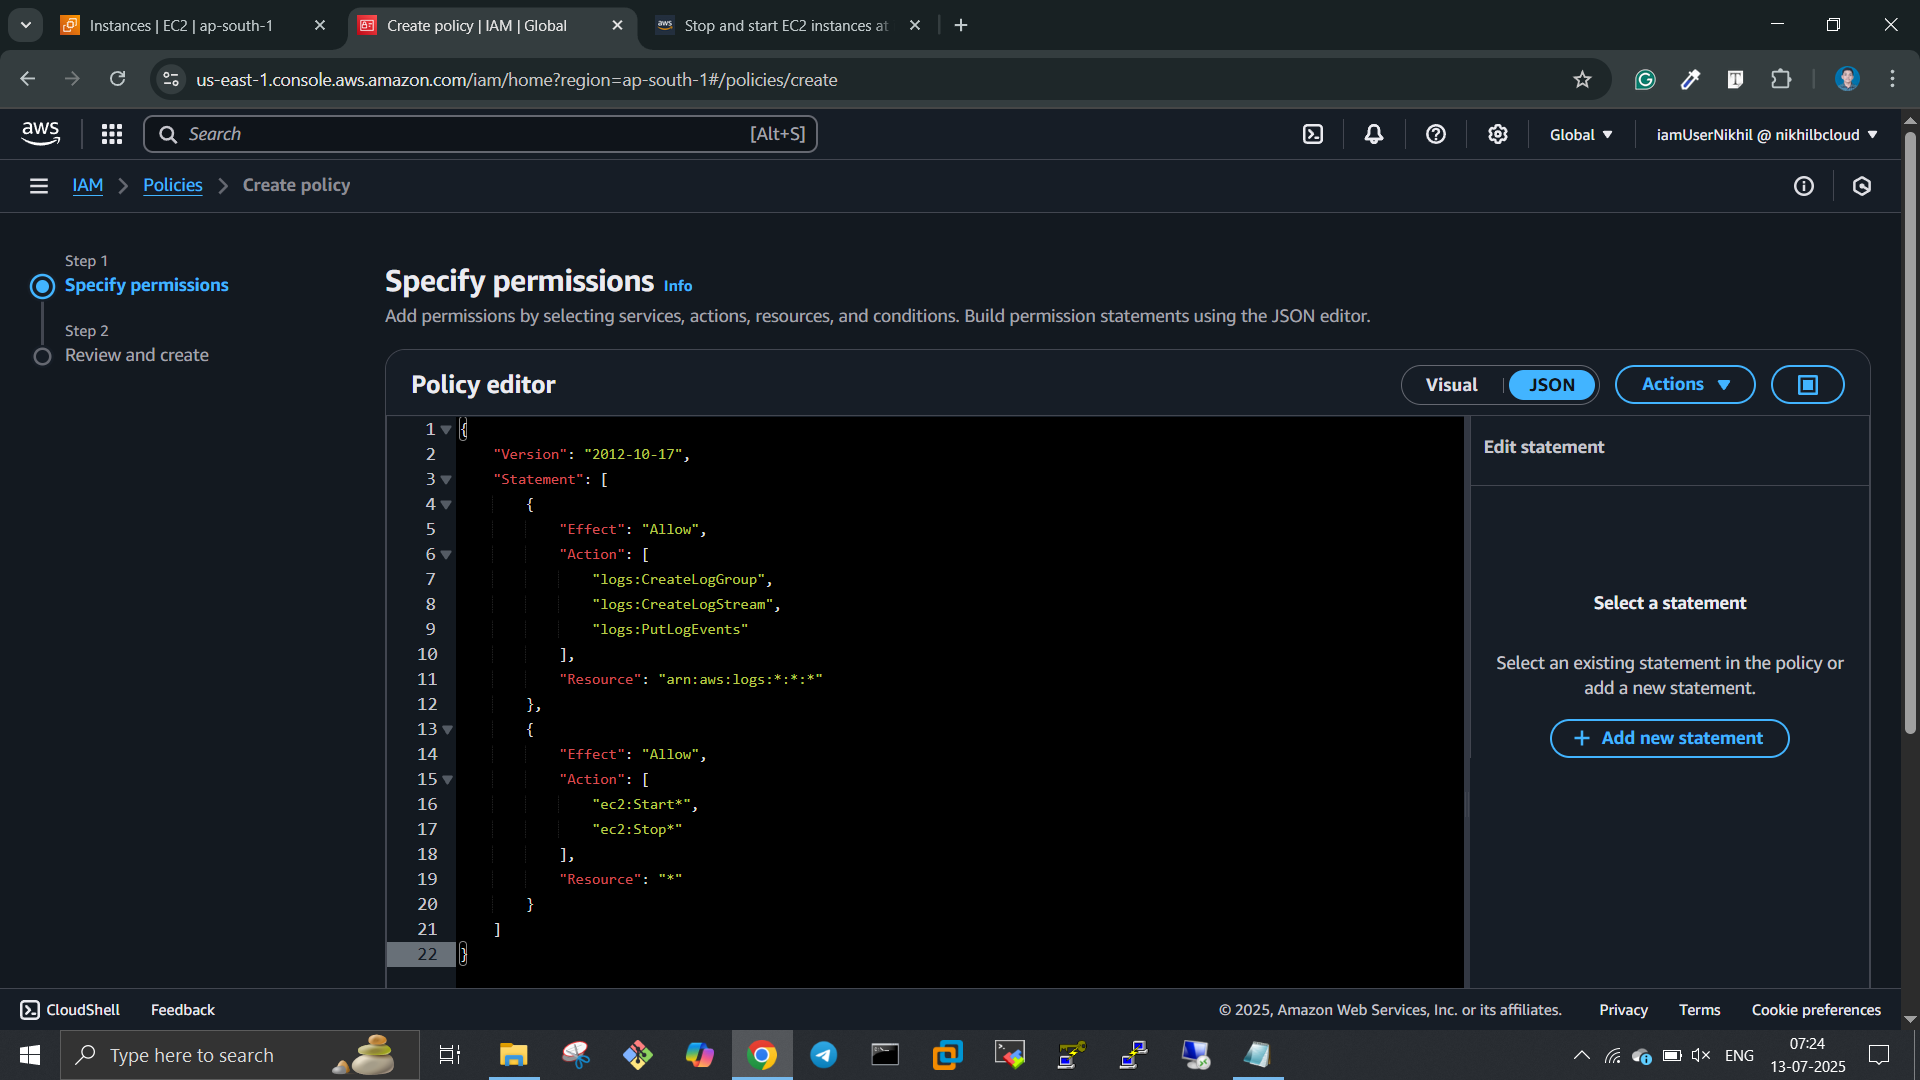 Instances | EC2 | ap-south-1
Create policy | IAM | Global
Stop and start EC2 instances at
us-east-1.console.aws.amazon.com/iam/home?region=ap-south-1#/policies/create
aws
Search
[Alt+S]
Global
iamUserNikhil @ nikhilbcloud
IAM
Policies
Create policy
Step 1
Specify permissions
Step 2
Review and create
Specify permissions Info
Add permissions by selecting services, actions, resources, and conditions. Build permission statements using the JSON editor.
Policy editor
Visual
JSON
Actions
1 {
2 "Version": "2012-10-17",
3 "Statement": [
4 {
5 "Effect": "Allow",
6 "Action": [
7 "logs:CreateLogGroup",
8 "logs:CreateLogStream",
9 "logs:PutLogEvents"
10 ],
11 "Resource": "arn:aws:logs:*:*:*"
12 },
13 {
14 "Effect": "Allow",
15 "Action": [
16 "ec2:Start*",
17 "ec2:Stop*"
18 ],
19 "Resource": "*"
20 }
21 ]
22 }
Edit statement
Select a statement
Select an existing statement in the policy or
add a new statement.
+ Add new statement
CloudShell
Feedback
© 2025, Amazon Web Services, Inc. or its affiliates.
Privacy
Terms
Cookie preferences
Type here to search
ENG
07:24
13-07-2025